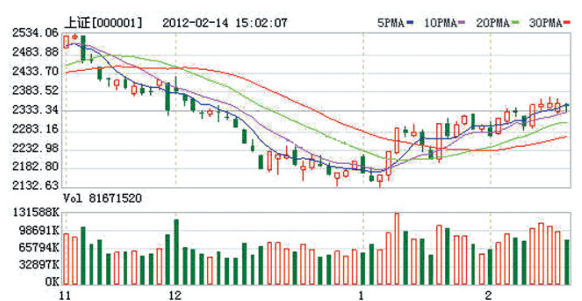 上证[000001] 2012-02-14 15:02:07 5PMA 10PMA 20PMA 30PMA
2534.06
2483.88
2433.70
2383.52
2333.34
2283.16
2232.98
2182.80
2132.63
Vol 81671520
131588K
98691K
65794K
32897K
0K
11 12 1 2